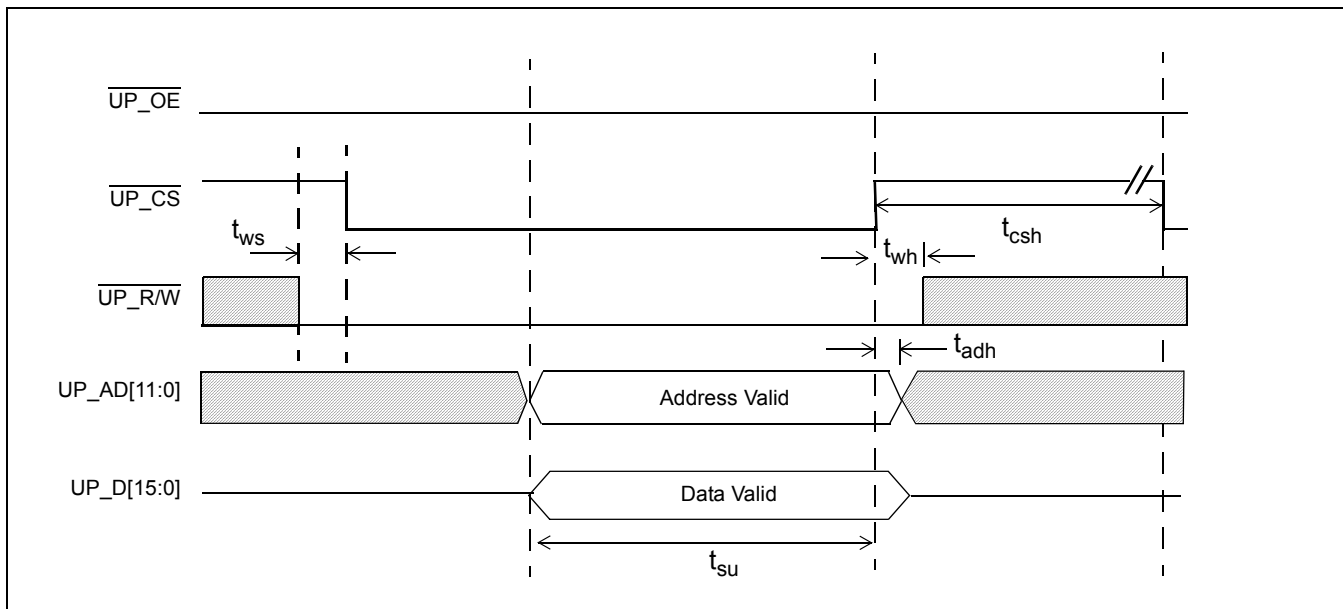 UP_OE
UP_CS
t_ws
t_csh
t_wh
UP_R/W
t_adh
UP_AD[11:0]
Address Valid
UP_D[15:0]
Data Valid
t_su